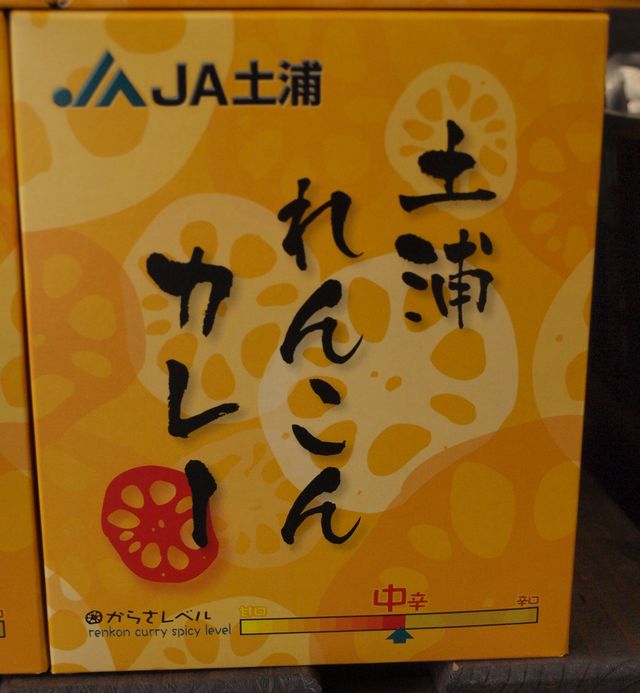 JA土浦
土浦
れんこん
カレー
からさレベル
renkon curry spicy level
甘口
中辛
辛口